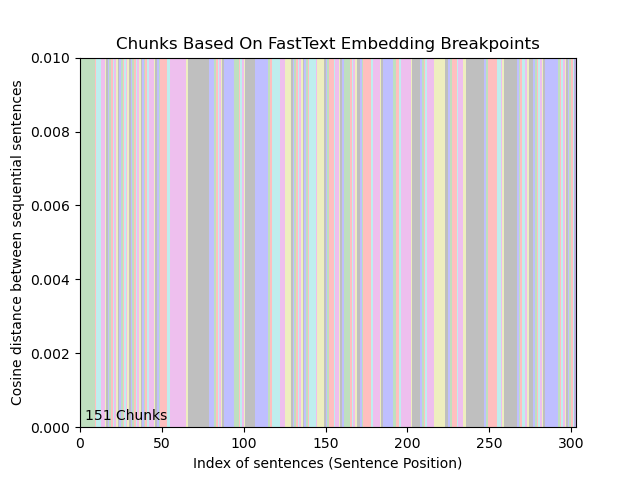 Chunks Based On FastText Embedding Breakpoints
Cosine distance between sequential sentences
0.010
0.008
0.006
0.004
0.002
0.000
151 Chunks
0 50 100 150 200 250 300
Index of sentences (Sentence Position)